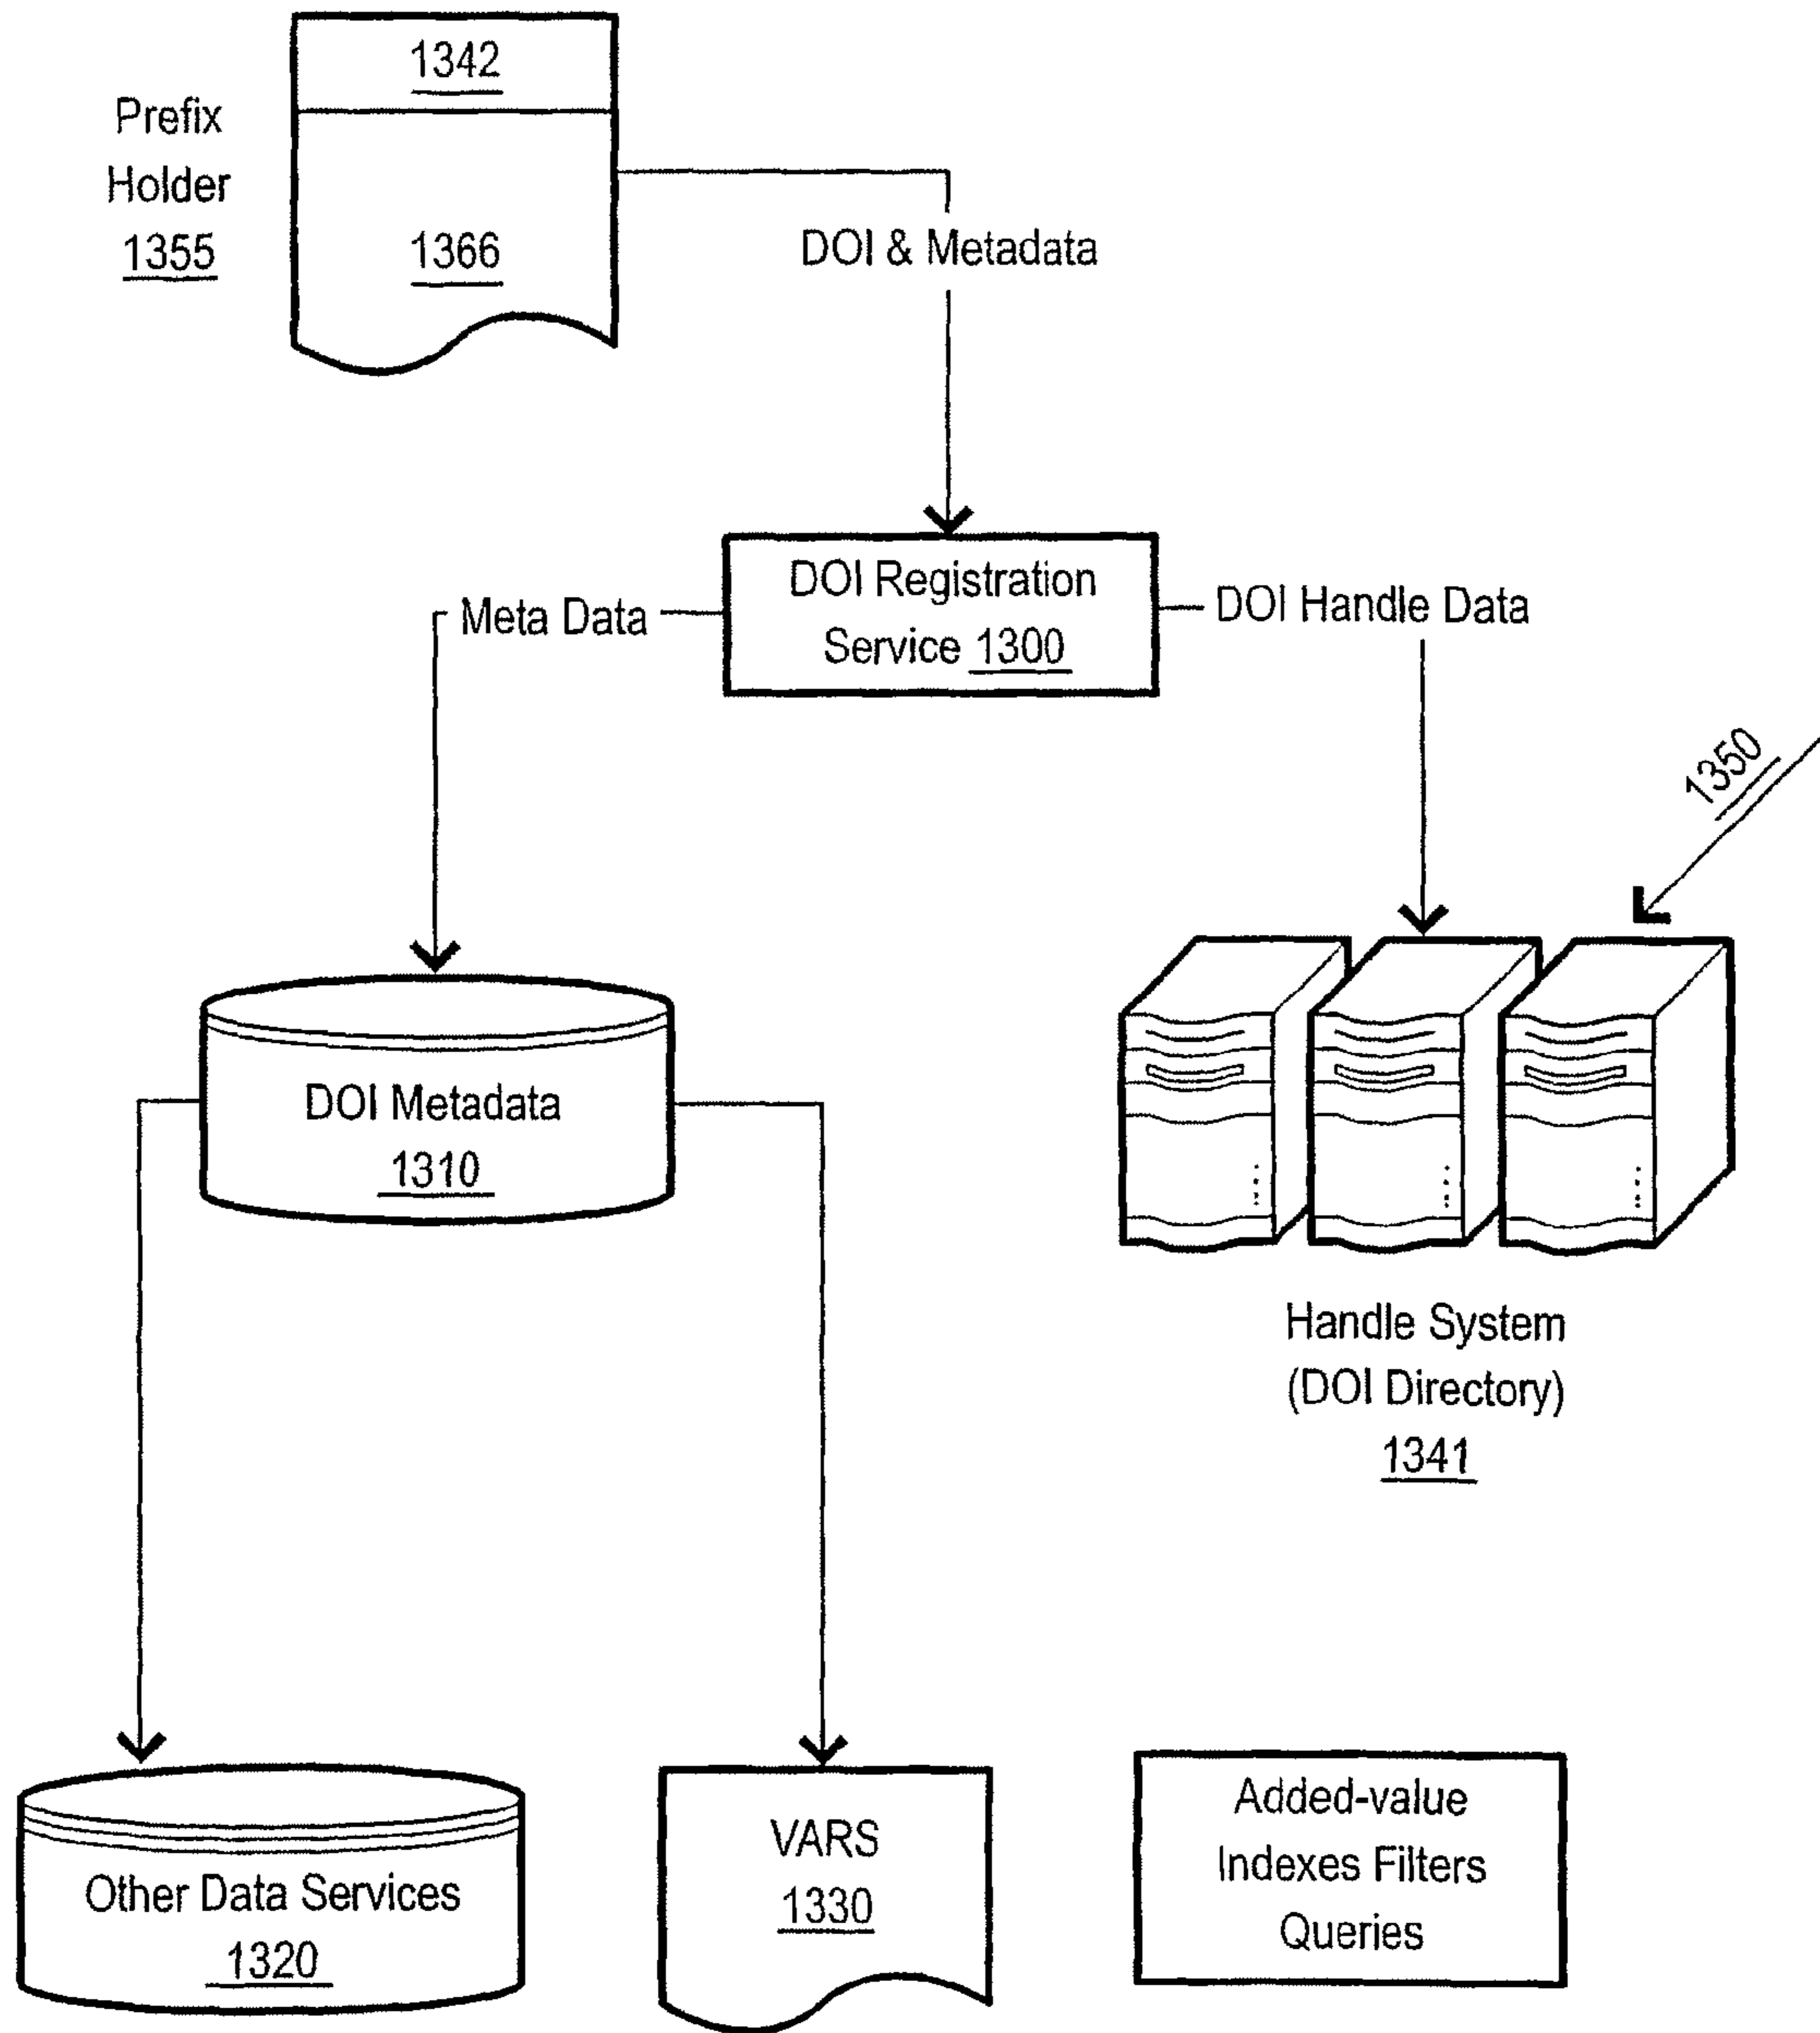 1342
Prefix
Holder
1355
1366
DOI & Metadata
DOI Registration
Service 1300
Meta Data
DOI Handle Data
1350
DOI Metadata
1310
Handle System
(DOI Directory)
1341
Other Data Services
1320
VARS
1330
Added-value
Indexes Filters
Queries